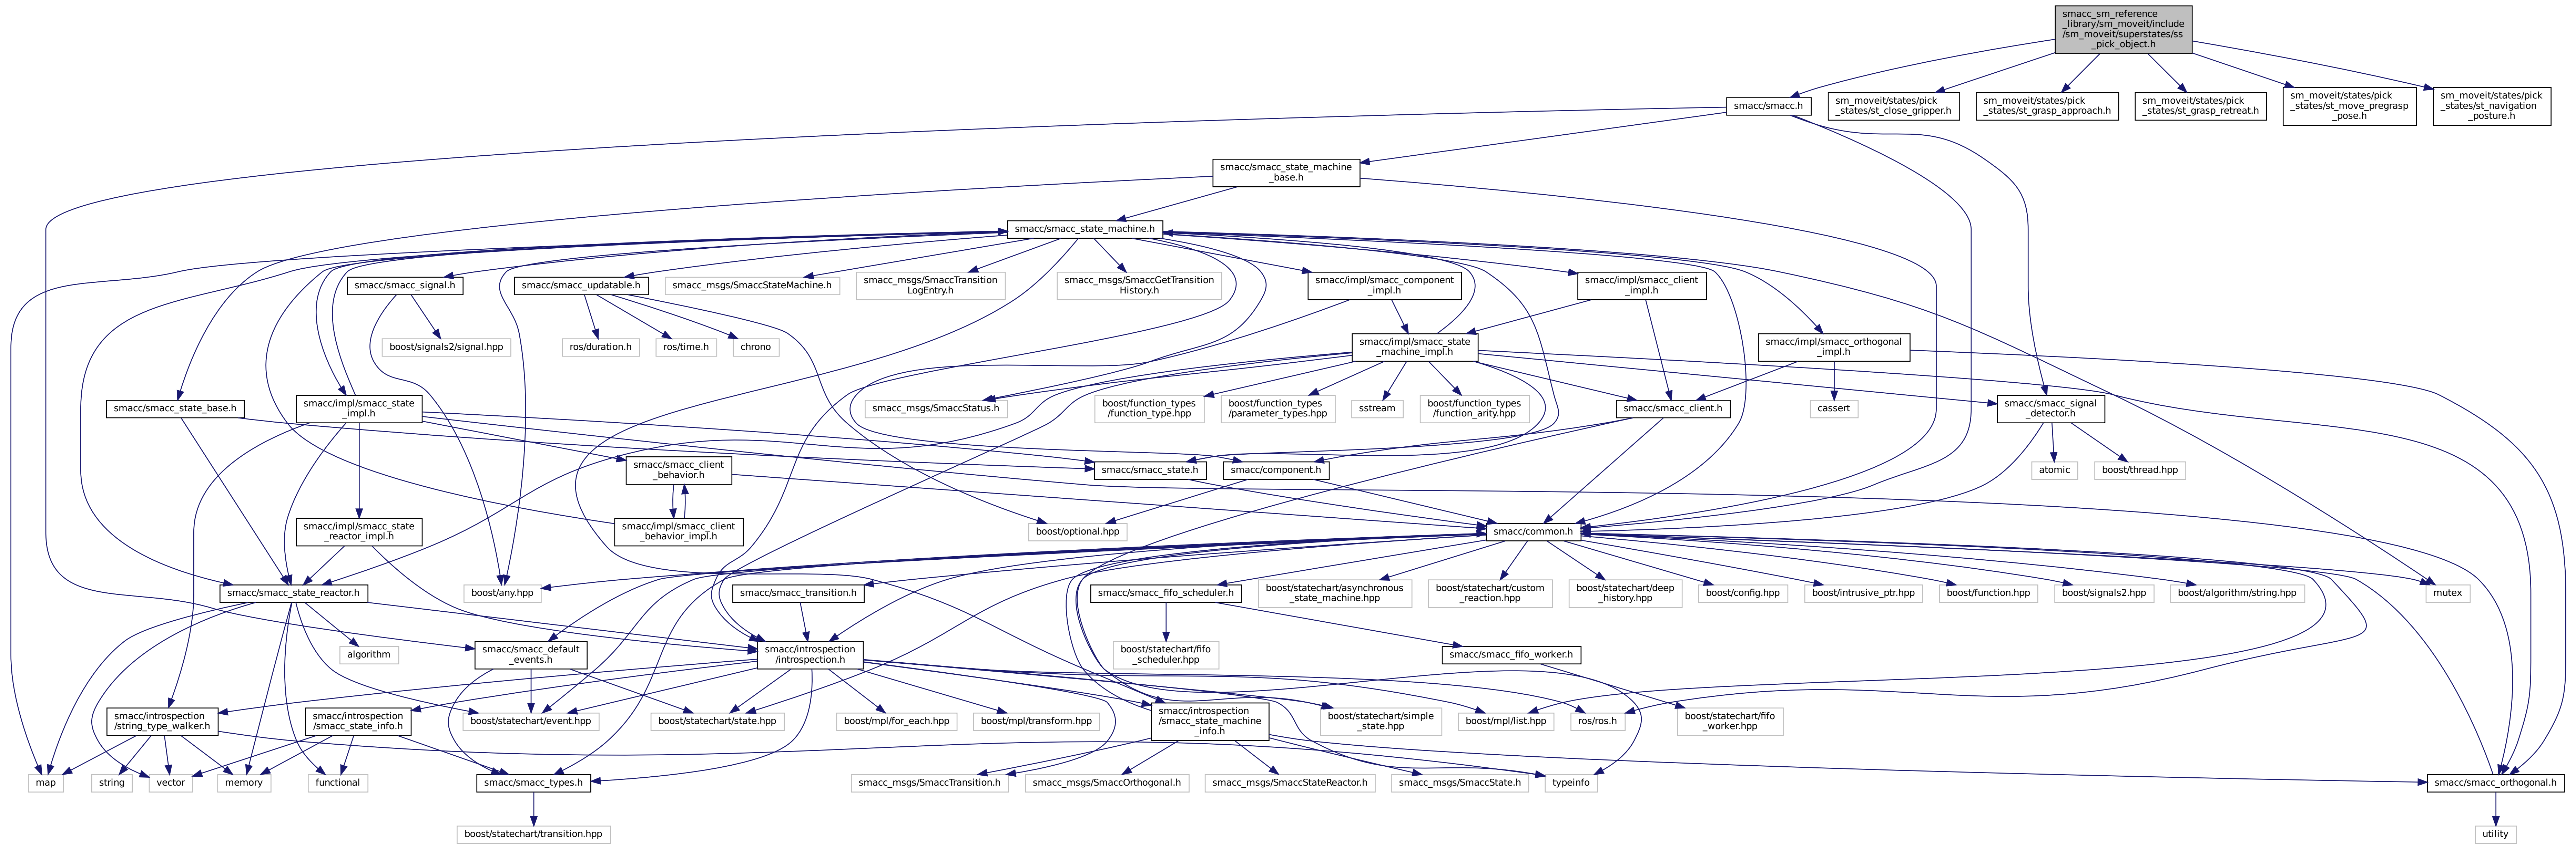 smacc_sm_reference
_library/sm_moveit/include
/sm_moveit/superstates/ss
_pick_object.h
smacc/smacc.h
sm_moveit/states/pick
_states/st_close_gripper.h
sm_moveit/states/pick
_states/st_grasp_approach.h
sm_moveit/states/pick
_states/st_grasp_retreat.h
sm_moveit/states/pick
_states/st_move_pregrasp
_pose.h
sm_moveit/states/pick
_states/st_navigation
_posture.h
smacc/smacc_state_machine
_base.h
smacc/smacc_state_machine.h
smacc/smacc_signal.h
smacc/smacc_updatable.h
smacc_msgs/SmaccStateMachine.h
smacc_msgs/SmaccTransition
LogEntry.h
smacc_msgs/SmaccGetTransition
History.h
smacc/impl/smacc_component
_impl.h
smacc/impl/smacc_client
_impl.h
boost/signals2/signal.hpp
ros/duration.h
ros/time.h
chrono
smacc/impl/smacc_state
_machine_impl.h
smacc/impl/smacc_orthogonal
_impl.h
smacc/smacc_state_base.h
smacc/impl/smacc_state
_impl.h
smacc_msgs/SmaccStatus.h
boost/function_types
/function_type.hpp
boost/function_types
/parameter_types.hpp
sstream
boost/function_types
/function_arity.hpp
smacc/smacc_client.h
cassert
smacc/smacc_signal
_detector.h
smacc/smacc_client
_behavior.h
smacc/smacc_state.h
smacc/component.h
atomic
boost/thread.hpp
smacc/impl/smacc_state
_reactor_impl.h
smacc/impl/smacc_client
_behavior_impl.h
boost/optional.hpp
smacc/common.h
smacc/smacc_state_reactor.h
boost/any.hpp
smacc/smacc_transition.h
smacc/smacc_fifo_scheduler.h
boost/statechart/asynchronous
_state_machine.hpp
boost/statechart/custom
_reaction.hpp
boost/statechart/deep
_history.hpp
boost/config.hpp
boost/intrusive_ptr.hpp
boost/function.hpp
boost/signals2.hpp
boost/algorithm/string.hpp
mutex
algorithm
smacc/smacc_default
_events.h
smacc/introspection
/introspection.h
boost/statechart/fifo
_scheduler.hpp
smacc/smacc_fifo_worker.h
smacc/introspection
/string_type_walker.h
smacc/introspection
/smacc_state_info.h
boost/statechart/event.hpp
boost/statechart/state.hpp
boost/mpl/for_each.hpp
boost/mpl/transform.hpp
smacc/introspection
/smacc_state_machine
_info.h
boost/statechart/simple
_state.hpp
boost/mpl/list.hpp
ros/ros.h
boost/statechart/fifo
_worker.hpp
map
string
vector
memory
functional
smacc/smacc_types.h
smacc_msgs/SmaccTransition.h
smacc_msgs/SmaccOrthogonal.h
smacc_msgs/SmaccStateReactor.h
smacc_msgs/SmaccState.h
typeinfo
smacc/smacc_orthogonal.h
boost/statechart/transition.hpp
utility